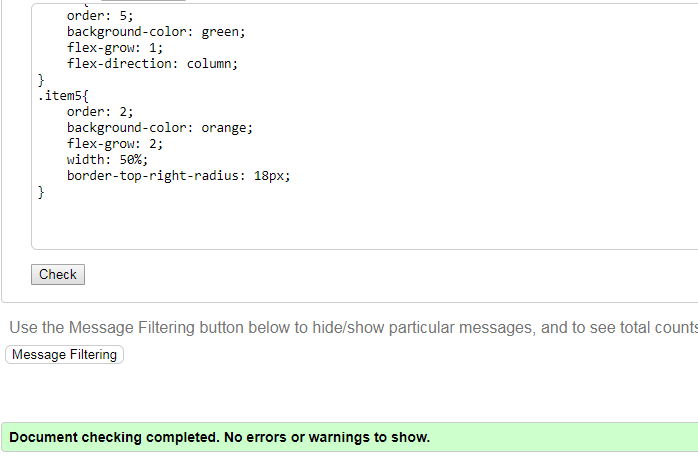 {
order: 5;
background-color: green;
flex-grow: 1;
flex-direction: column;
}
.item5{
order: 2;
background-color: orange;
flex-grow: 2;
width: 50%;
border-top-right-radius: 18px;
}
Check
Use the Message Filtering button below to hide/show particular messages, and to see total counts
Message Filtering
Document checking completed. No errors or warnings to show.